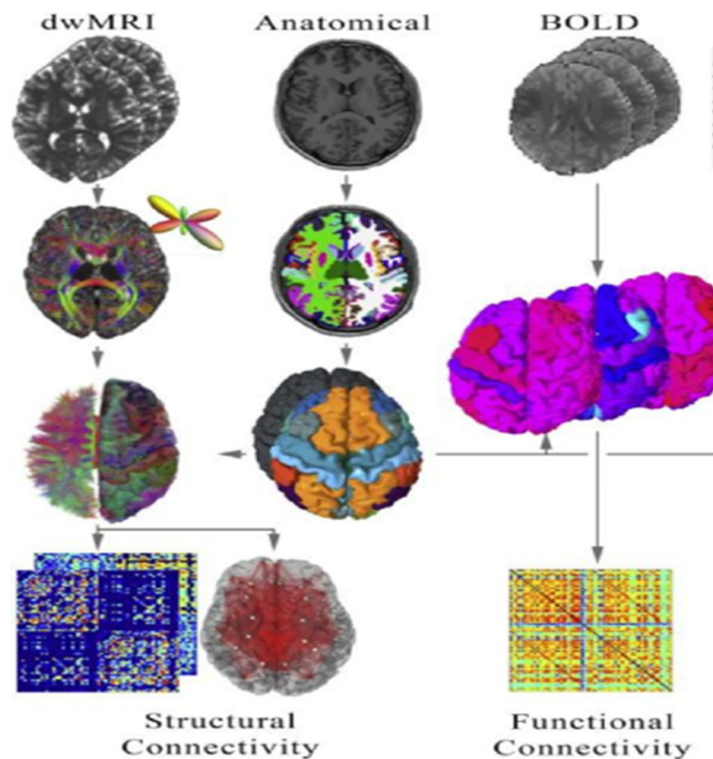 dwMRI
Anatomical
BOLD
Structural
Connectivity
Functional
Connectivity